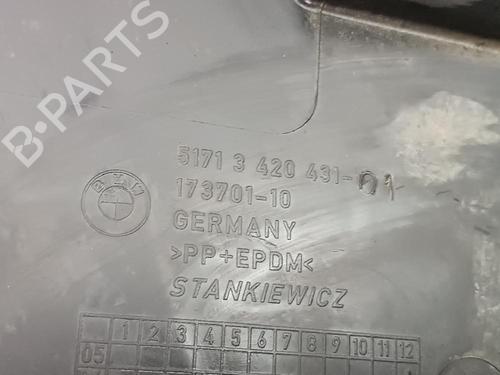 B-PARTS
5171 3 420 431-01
BMW
173701-10
GERMANY
>PP+EPDM<
STANKIEWICZ
1 2 3 4 5 6 7 8 9 10 11 12
05